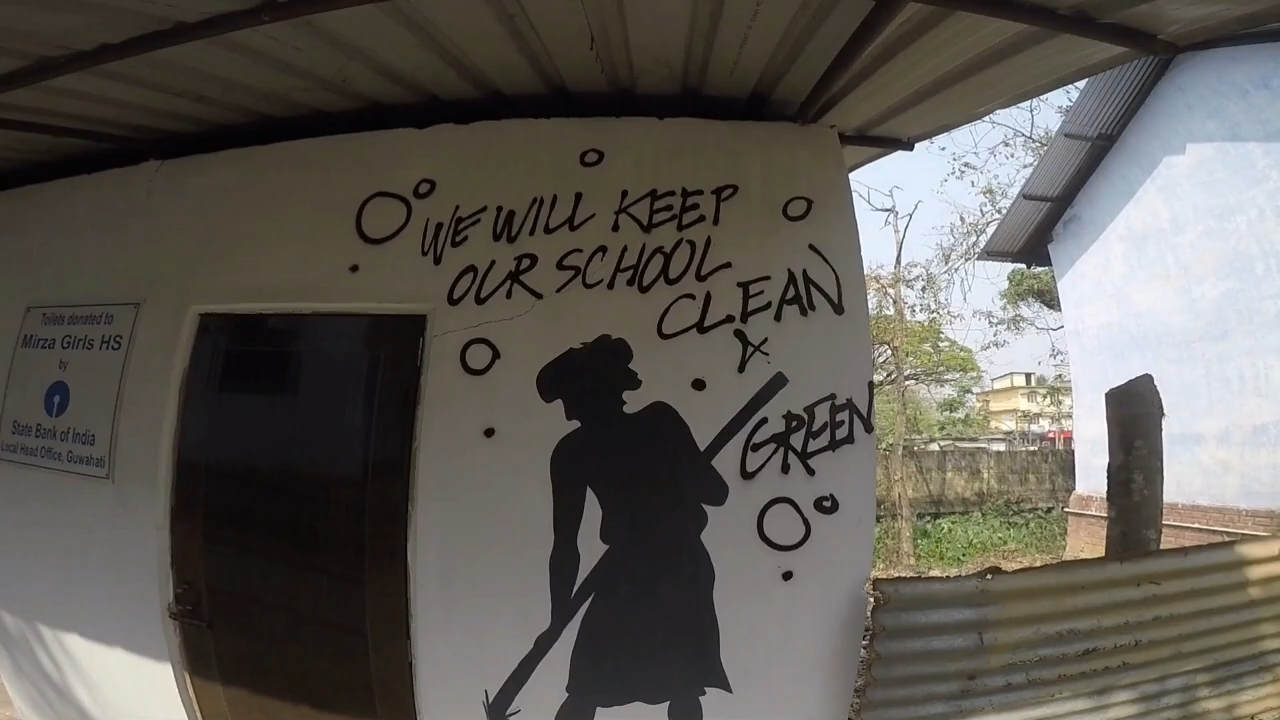 Toilets donated to
Mirza Girls HS
by
State Bank of India
Local Head Office, Guwahati
WE WILL KEEP
OUR SCHOOL
CLEAN
&
GREEN